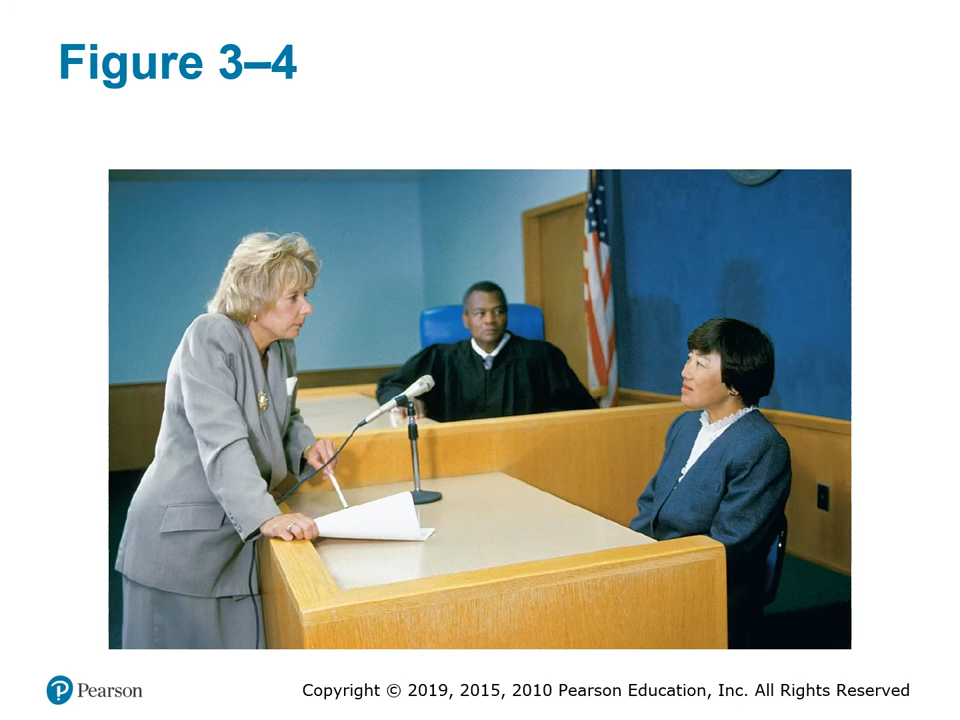 Figure 3–4
Pearson
Copyright © 2019, 2015, 2010 Pearson Education, Inc. All Rights Reserved